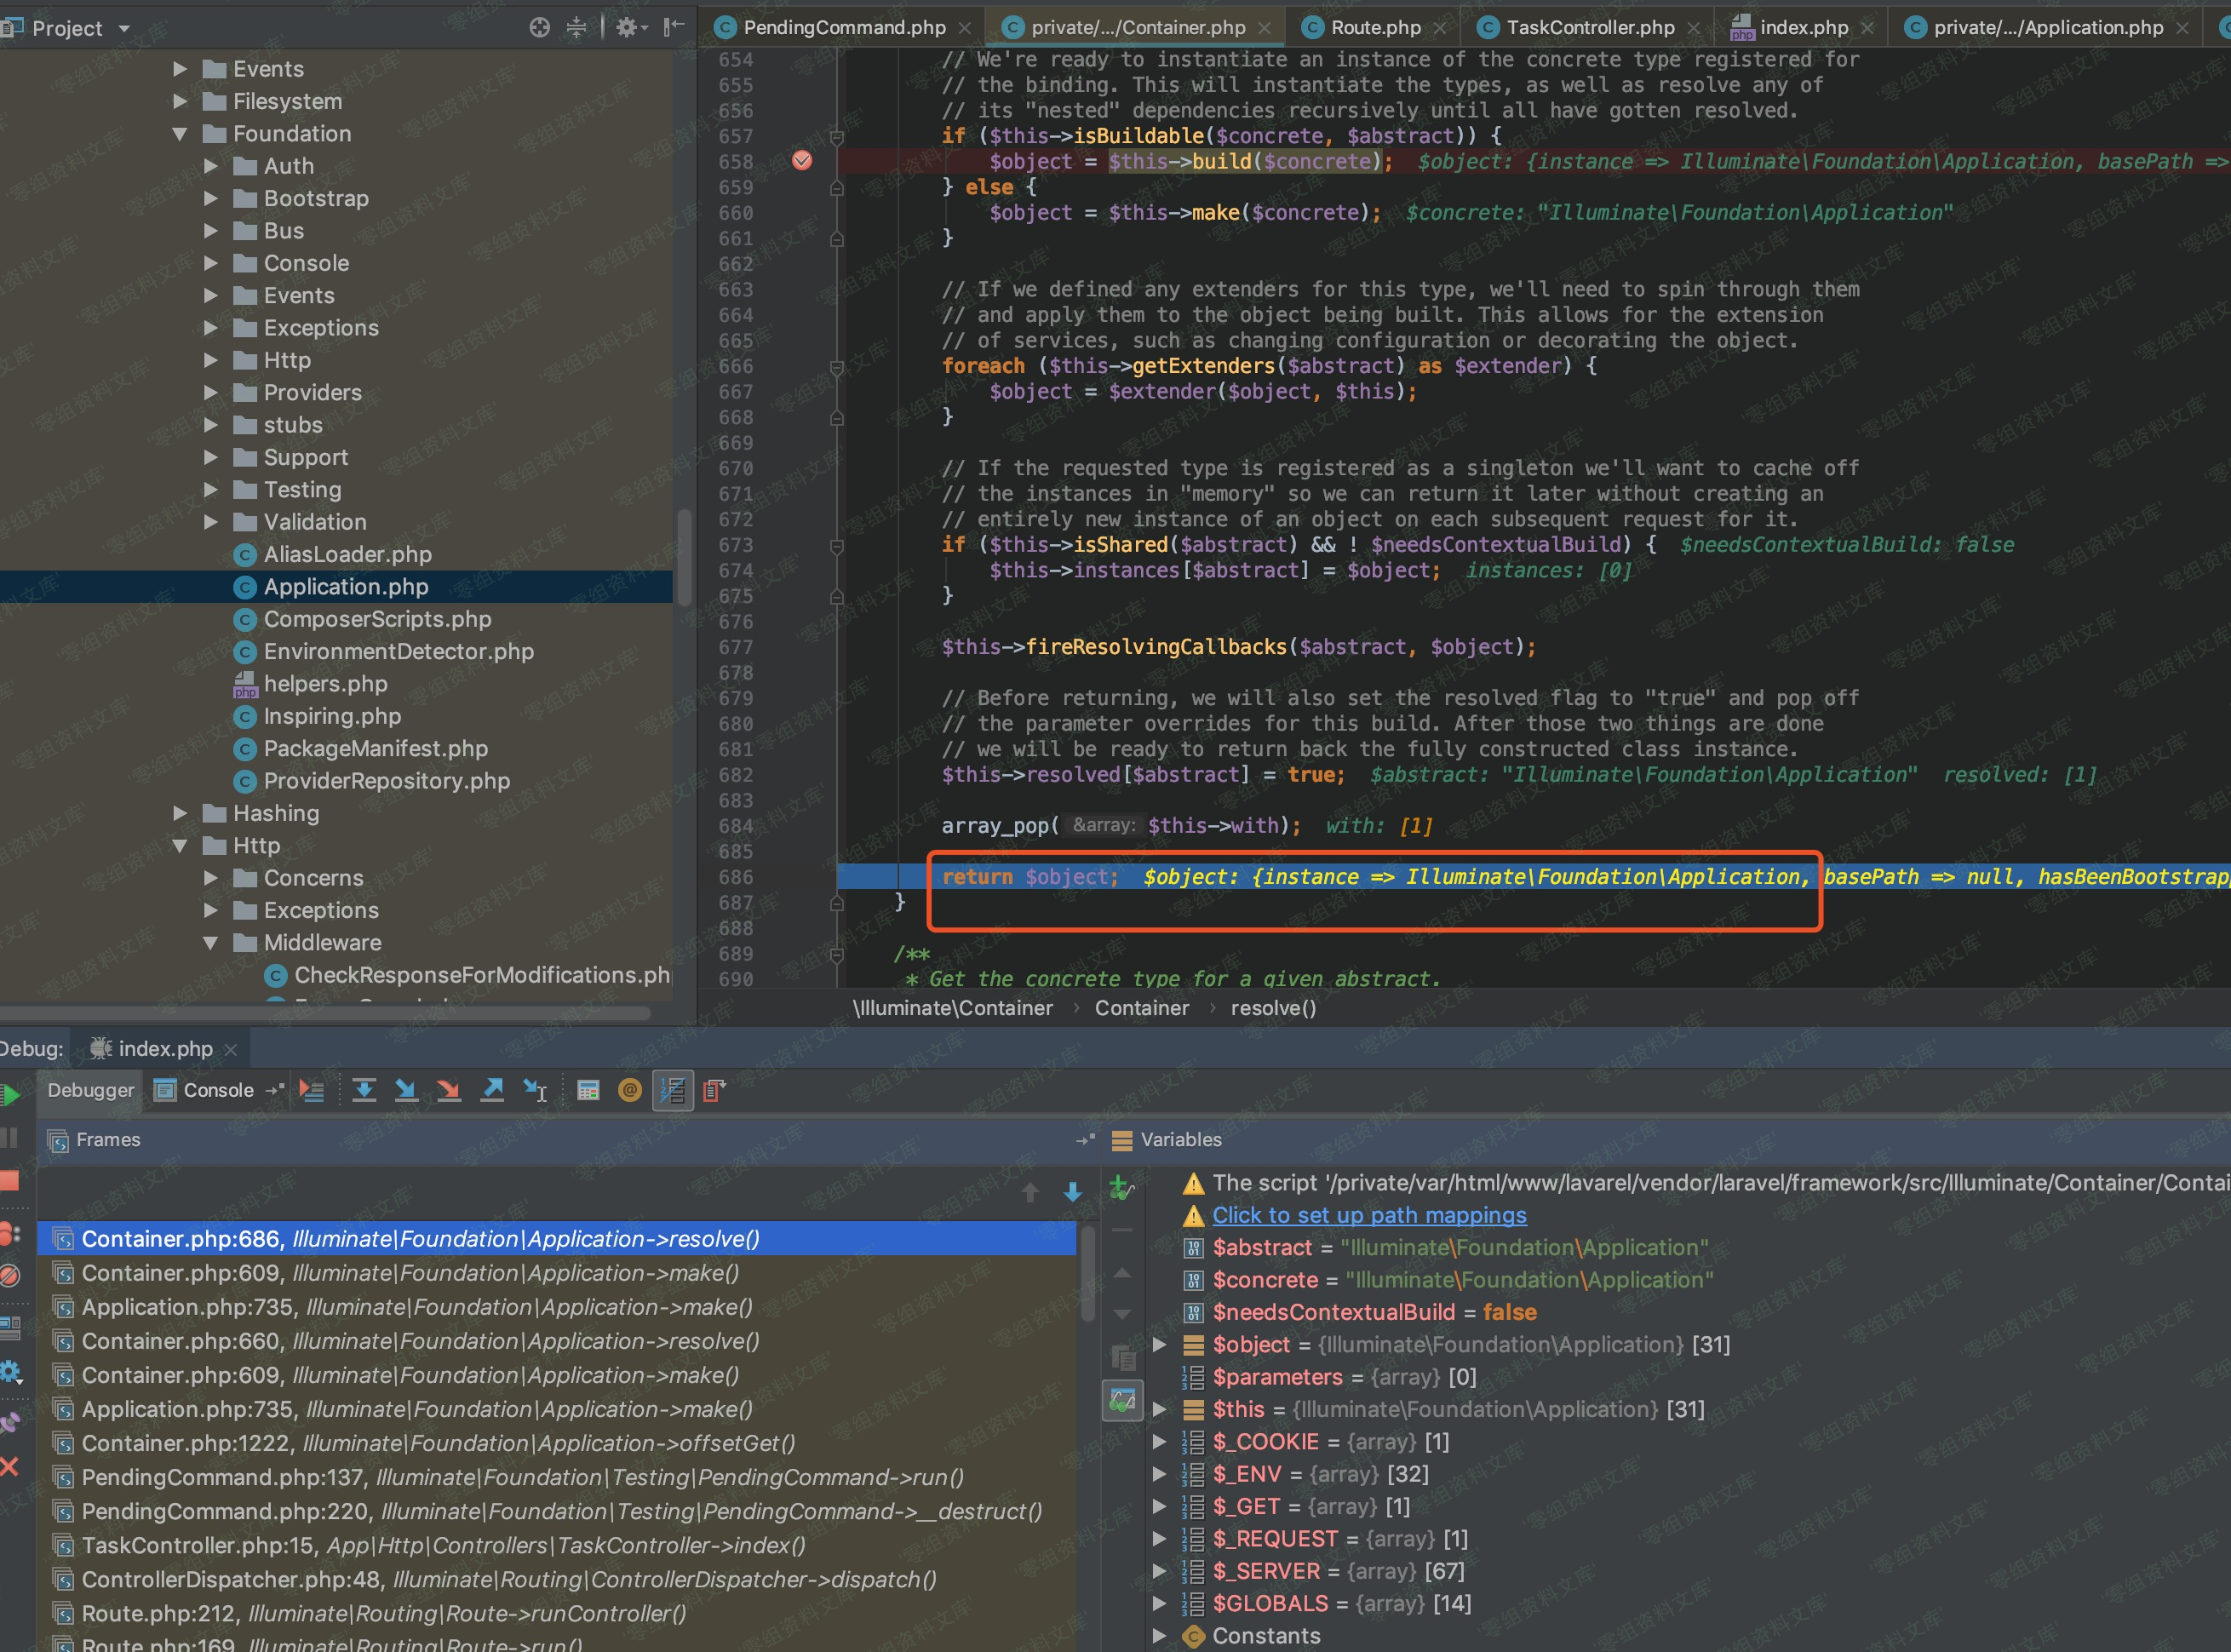 Project
PendingCommand.php
private/.../Container.php
Route.php
TaskController.php
index.php
private/.../Application.php
Events
Filesystem
Foundation
Auth
Bootstrap
Bus
Console
Events
Exceptions
Http
Providers
stubs
Support
Testing
Validation
AliasLoader.php
Application.php
ComposerScripts.php
EnvironmentDetector.php
helpers.php
Inspiring.php
PackageManifest.php
ProviderRepository.php
Hashing
Http
Concerns
Exceptions
Middleware
CheckResponseForModifications.ph
654 // We're ready to instantiate an instance of the concrete type registered for
655 // the binding. This will instantiate the types, as well as resolve any of
656 // its "nested" dependencies recursively until all have gotten resolved.
657 if ($this->isBuildable($concrete, $abstract)) {
658 $object = $this->build($concrete); $object: {instance => Illuminate\Foundation\Application, basePath =>
659 } else {
660 $object = $this->make($concrete); $concrete: "Illuminate\Foundation\Application"
661 }
662
663 // If we defined any extenders for this type, we'll need to spin through them
664 // and apply them to the object being built. This allows for the extension
665 // of services, such as changing configuration or decorating the object.
666 foreach ($this->getExtenders($abstract) as $extender) {
667 $object = $extender($object, $this);
668 }
669
670 // If the requested type is registered as a singleton we'll want to cache off
671 // the instances in "memory" so we can return it later without creating an
672 // entirely new instance of an object on each subsequent request for it.
673 if ($this->isShared($abstract) && ! $needsContextualBuild) { $needsContextualBuild: false
674 $this->instances[$abstract] = $object; instances: [0]
675 }
676
677 $this->fireResolvingCallbacks($abstract, $object);
678
679 // Before returning, we will also set the resolved flag to "true" and pop off
680 // the parameter overrides for this build. After those two things are done
681 // we will be ready to return back the fully constructed class instance.
682 $this->resolved[$abstract] = true; $abstract: "Illuminate\Foundation\Application" resolved: [1]
683
684 array_pop( &array: $this->with); with: [1]
685
686 return $object; $object: {instance => Illuminate\Foundation\Application, basePath => null, hasBeenBootstrapp
687 }
688
689 /**
690 * Get the concrete type for a given abstract.
\Illuminate\Container › Container › resolve()
Debug: index.php
Debugger Console
Frames
Container.php:686, Illuminate\Foundation\Application->resolve()
Container.php:609, Illuminate\Foundation\Application->make()
Application.php:735, Illuminate\Foundation\Application->make()
Container.php:660, Illuminate\Foundation\Application->resolve()
Container.php:609, Illuminate\Foundation\Application->make()
Application.php:735, Illuminate\Foundation\Application->make()
Container.php:1222, Illuminate\Foundation\Application->offsetGet()
PendingCommand.php:137, Illuminate\Foundation\Testing\PendingCommand->run()
PendingCommand.php:220, Illuminate\Foundation\Testing\PendingCommand->__destruct()
TaskController.php:15, App\Http\Controllers\TaskController->index()
ControllerDispatcher.php:48, Illuminate\Routing\ControllerDispatcher->dispatch()
Route.php:212, Illuminate\Routing\Route->runController()
Route.php:169, Illuminate\Routing\Route->run()
Variables
The script '/private/var/html/www/lavarel/vendor/laravel/framework/src/Illuminate/Container/Contai
Click to set up path mappings
$abstract = "Illuminate\Foundation\Application"
$concrete = "Illuminate\Foundation\Application"
$needsContextualBuild = false
$object = {Illuminate\Foundation\Application} [31]
$parameters = {array} [0]
$this = {Illuminate\Foundation\Application} [31]
$_COOKIE = {array} [1]
$_ENV = {array} [32]
$_GET = {array} [1]
$_REQUEST = {array} [1]
$_SERVER = {array} [67]
$GLOBALS = {array} [14]
Constants
零组资料文库